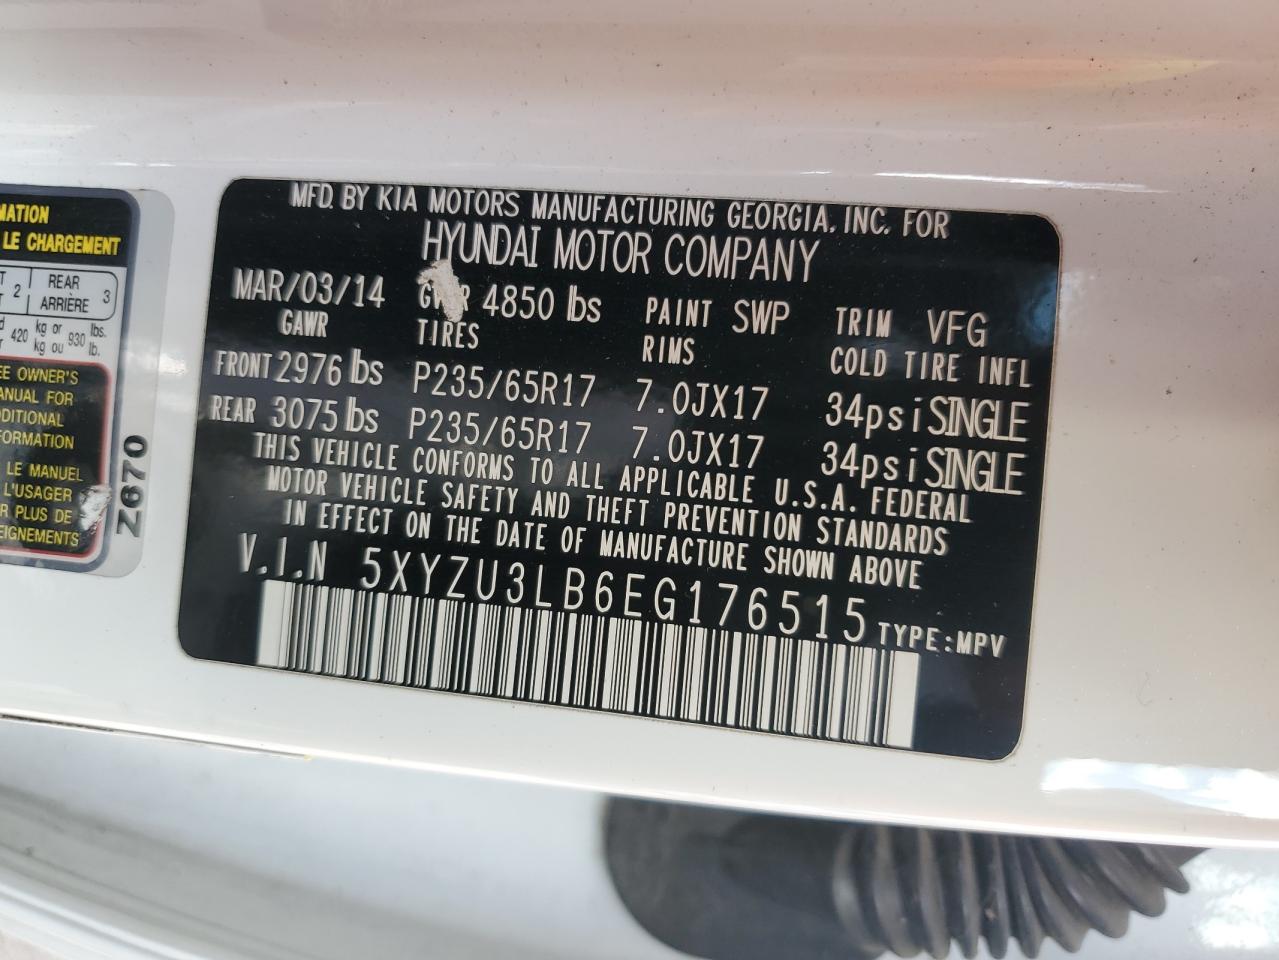 MFD. BY KIA MOTORS MANUFACTURING GEORGIA, INC. FOR
HYUNDAI MOTOR COMPANY
MAR/03/14 GVWR 4850 lbs PAINT SWP TRIM VFG
GAWR TIRES RIMS COLD TIRE INFL
FRONT 2976 lbs P235/65R17 7.0JX17 34psi SINGLE
REAR 3075 lbs P235/65R17 7.0JX17 34psi SINGLE
THIS VEHICLE CONFORMS TO ALL APPLICABLE U.S.A. FEDERAL
MOTOR VEHICLE SAFETY AND THEFT PREVENTION STANDARDS
IN EFFECT ON THE DATE OF MANUFACTURE SHOWN ABOVE
V.I.N 5XYZU3LB6EG176515 TYPE:MPV
MATION
LE CHARGEMENT
2 REAR 3
ARRIÈRE
420 kg or 930 lbs.
kg ou lb.
EE OWNER'S
ANUAL FOR
DDITIONAL
FORMATION
LE MANUEL
L'USAGER
R PLUS DE
EIGNEMENTS
Z670